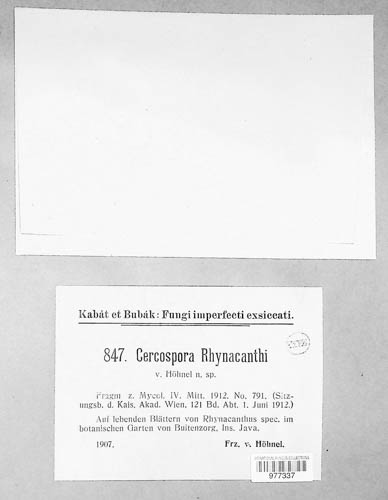 Kabát et Bubák: Fungi imperfecti exsiccati.
847. Cercospora Rhynacanthi
v. Höhnel n. sp.
Fragm. z. Mycol. IV. Mitt. 1912. No. 791. (Sitz-
ungsb. d. Kais. Akad. Wien. 121 Bd. Abt. 1. Juni 1912.)
Auf lebenden Blättern von Rhynacanthus spec. im
botanischen Garten von Buitenzorg, Ins. Java.
1907. Frz. v. Höhnel.
977337